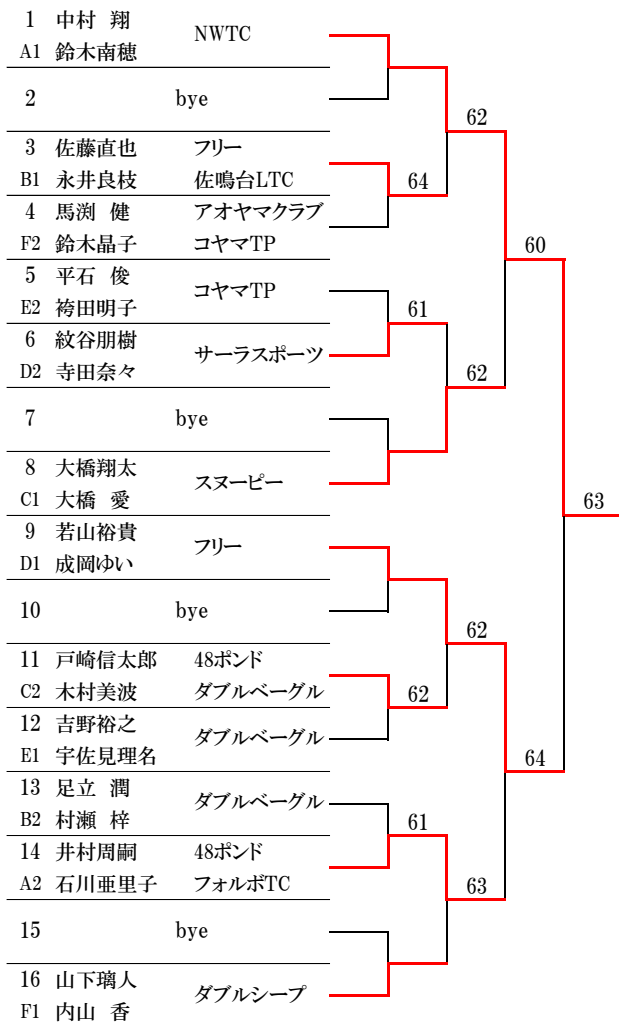 1 中村 翔 NWTC
A1 鈴木南穂
2 bye
62
3 佐藤直也 フリー
B1 永井良枝 佐鳴台LTC 64
4 馬渕 健 アオヤマクラブ
F2 鈴木晶子 コヤマTP 60
5 平石 俊 コヤマTP
E2 袴田明子 61
6 紋谷朋樹 サーラスポーツ
D2 寺田奈々 62
7 bye
8 大橋翔太 スヌーピー
C1 大橋 愛 63
9 若山裕貴 フリー
D1 成岡ゆい
10 bye
62
11 戸崎信太郎 48ポンド
C2 木村美波 ダブルベーグル 62
12 吉野裕之 ダブルベーグル
E1 宇佐見理名 64
13 足立 潤 ダブルベーグル
B2 村瀬 梓 61
14 井村周嗣 48ポンド
A2 石川亜里子 フォルボTC 63
15 bye
16 山下璃人 ダブルシープ
F1 内山 香